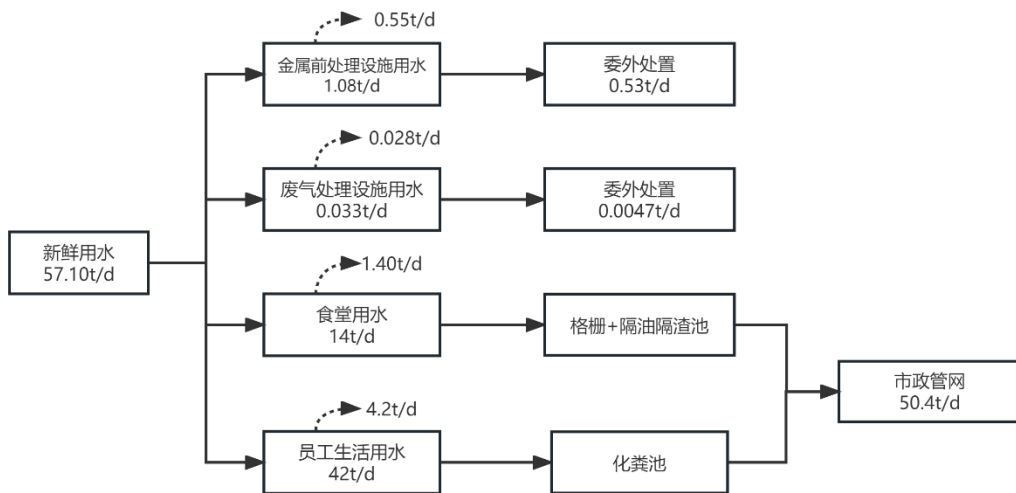 0.55t/d
金属前处理设施用水
1.08t/d
委外处置
0.53t/d
0.028t/d
废气处理设施用水
0.033t/d
委外处置
0.0047t/d
新鲜用水
57.10t/d
1.40t/d
食堂用水
14t/d
格栅+隔油隔渣池
市政管网
50.4t/d
4.2t/d
员工生活用水
42t/d
化粪池